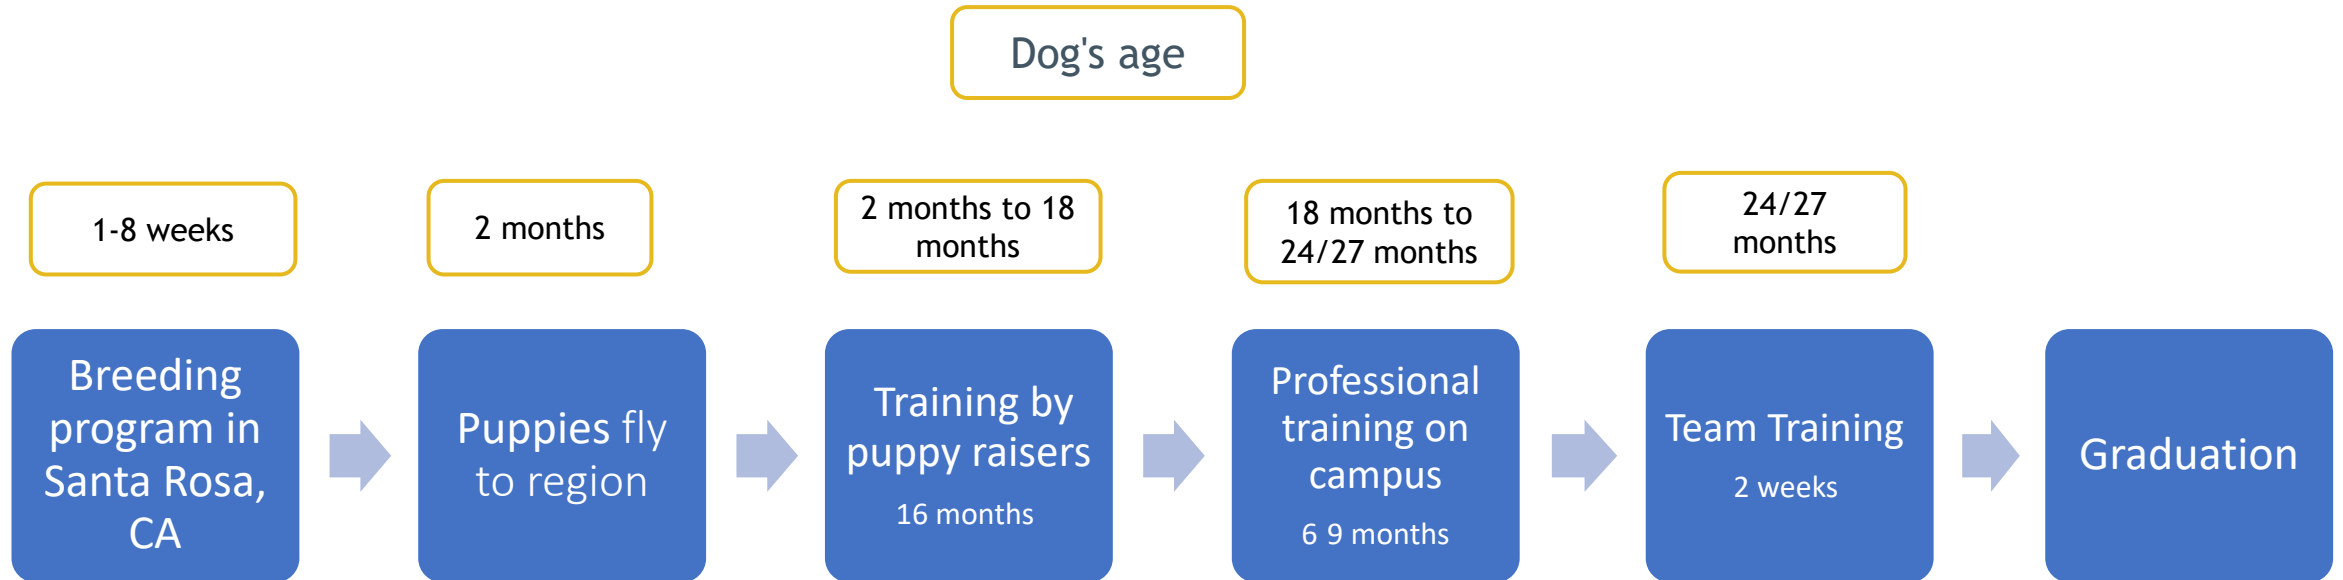 Dog's age
1-8 weeks
2 months
2 months to 18
months
18 months to
24/27 months
24/27
months
Breeding
program in
Santa Rosa,
CA
Puppies fly
to region
Training by
puppy raisers
16 months
Professional
training on
campus
6 9 months
Team Training
2 weeks
Graduation